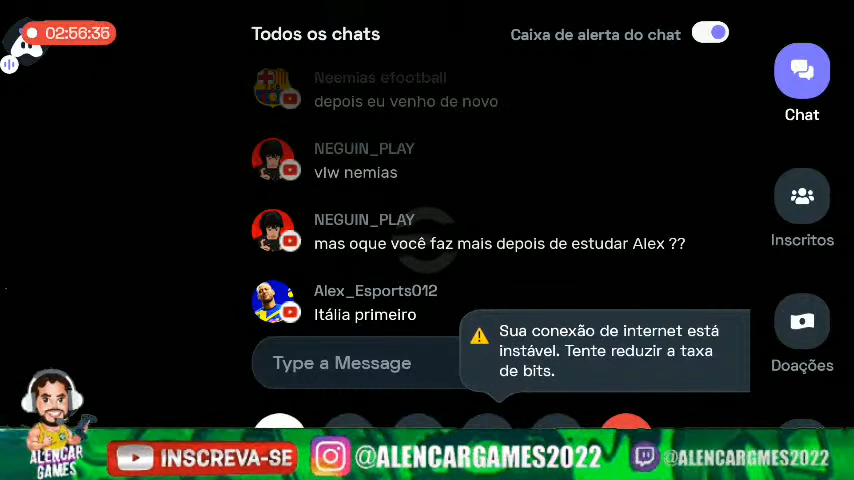 02:56:35
Todos os chats
Caixa de alerta do chat
Neemias efootball
depois eu venho de novo
Chat
NEGUIN_PLAY
vlw nemias
NEGUIN_PLAY
mas oque você faz mais depois de estudar Alex ??
Inscritos
Alex_Esports012
Itália primeiro
Sua conexão de internet está
instável. Tente reduzir a taxa
de bits.
Type a Message
Doações
ALENCAR
GAMES
INSCREVA-SE
@ALENCARGAMES2022
@ALENCARGMES2022